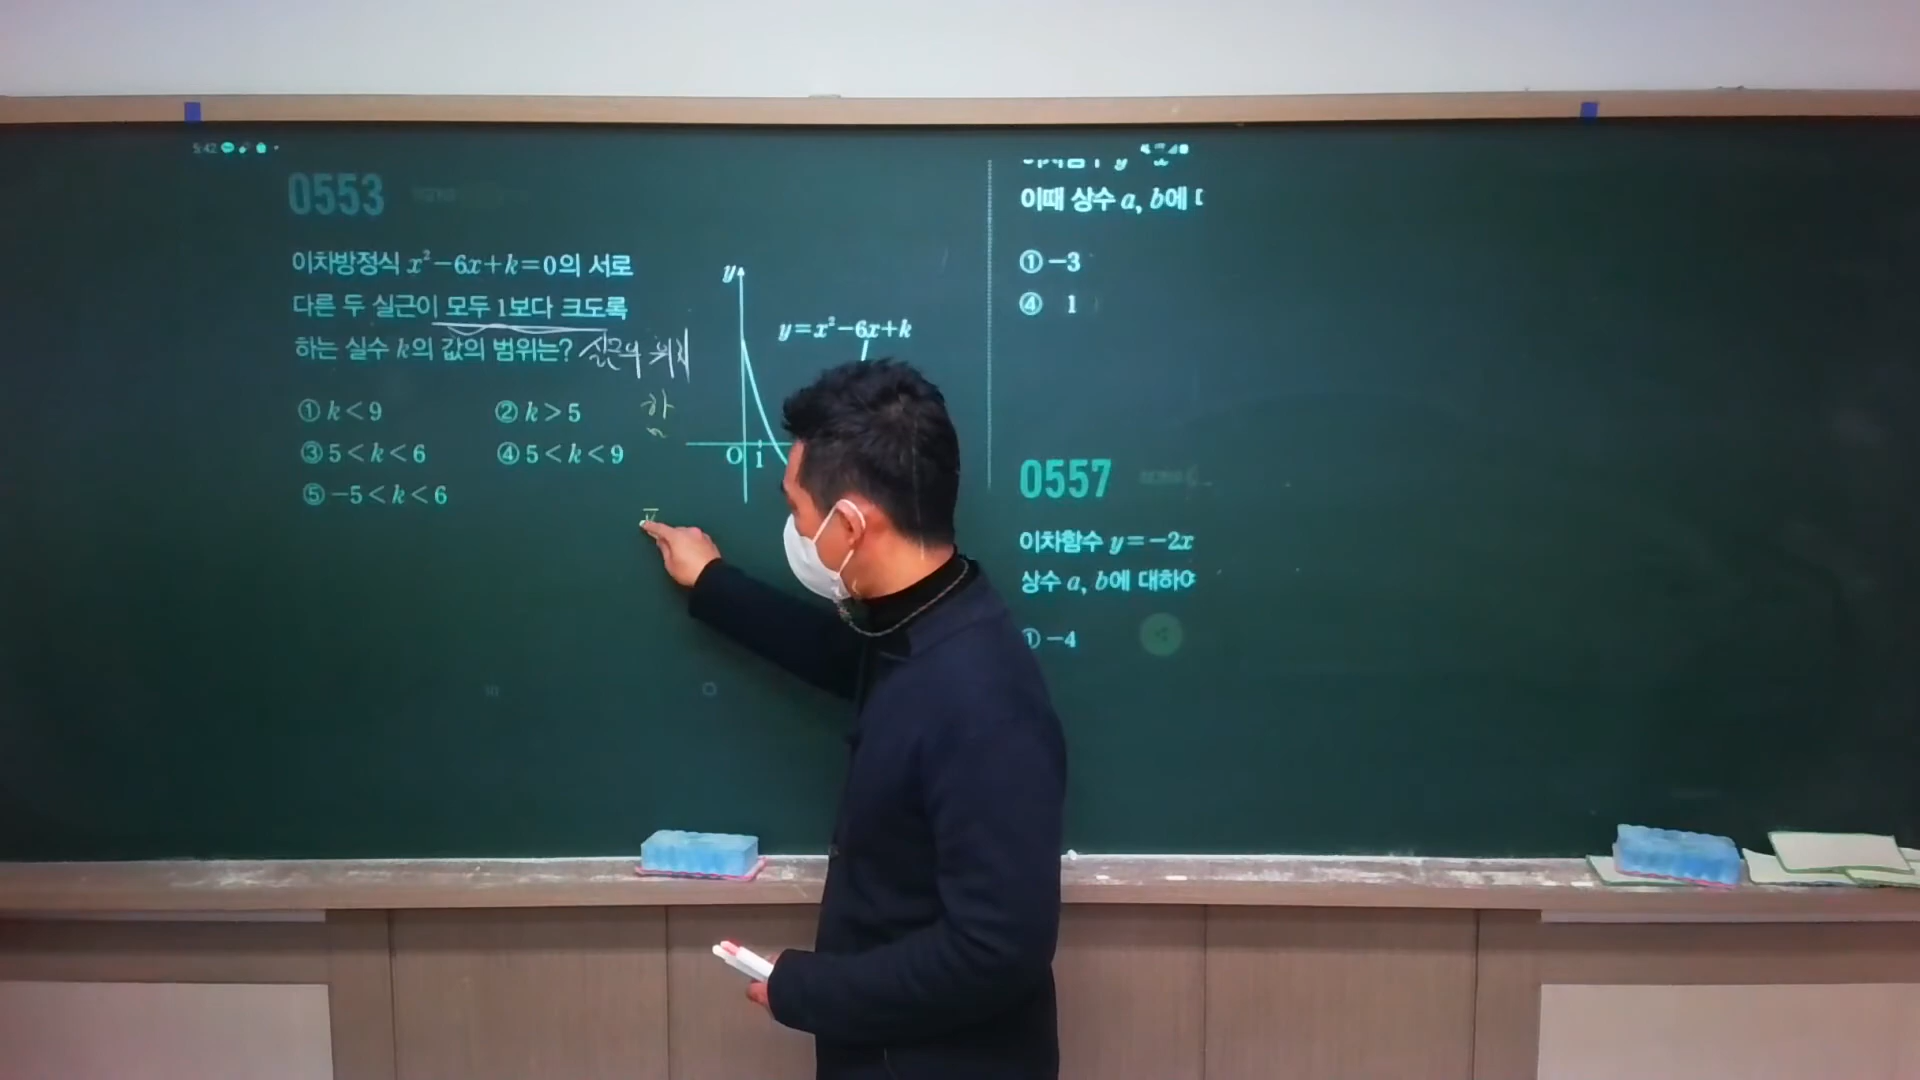 5:42
0553
이차방정식 x²-6x+k=0의 서로
다른 두 실근이 모두 1보다 크도록
하는 실수 k의 값의 범위는?
실근의 위치
① k<9
② k>5
③ 5<k<6
④ 5<k<9
⑤ -5<k<6
y
y=x²-6x+k
O 1
이때 상수 a, b에
① -3
④ 1
0557
이차함수 y=-2x
상수 a, b에 대하여
① -4